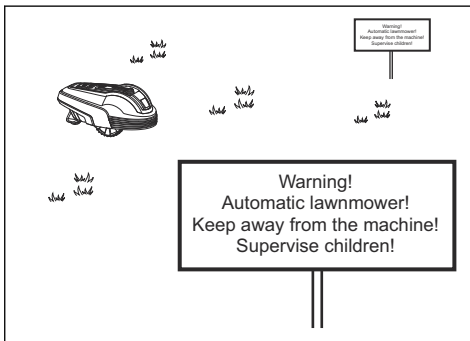 Warning!
Automatic lawnmower!
Keep away from the machine!
Supervise children!
Warning!
Automatic lawnmower!
Keep away from the machine!
Supervise children!